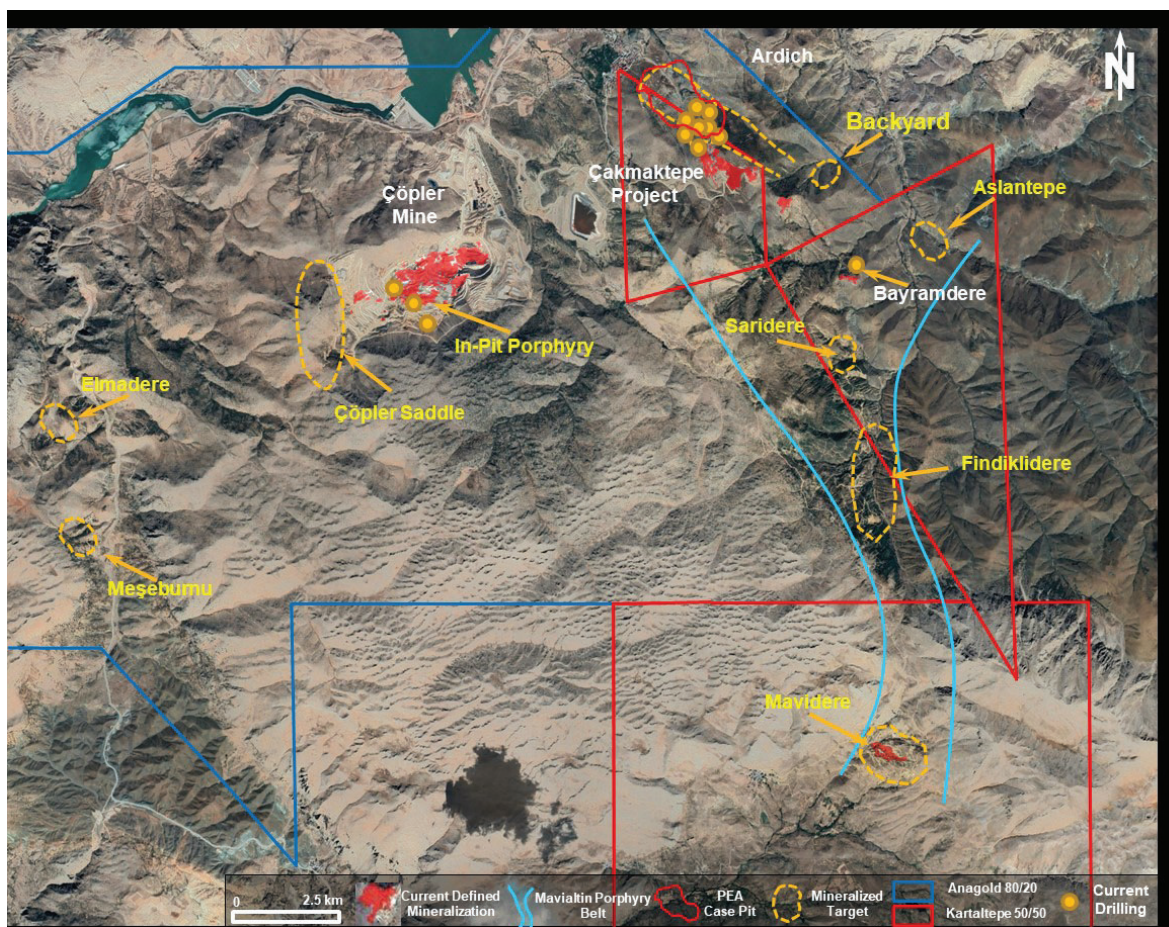 Ardich
N
Backyard
Çakmaktepe
Project
Aslantepe
Çöpler
Mine
Bayramdere
Saridere
In-Pit Porphyry
Elmadere
Çöpler Saddle
Findiklidere
Meşeburnu
Mavidere
0 2.5 km
Current Defined
Mineralization
Mavialtin Porphyry
Belt
PEA
Case Pit
Mineralized
Target
Anagold 80/20
Kartaltepe 50/50
Current
Drilling